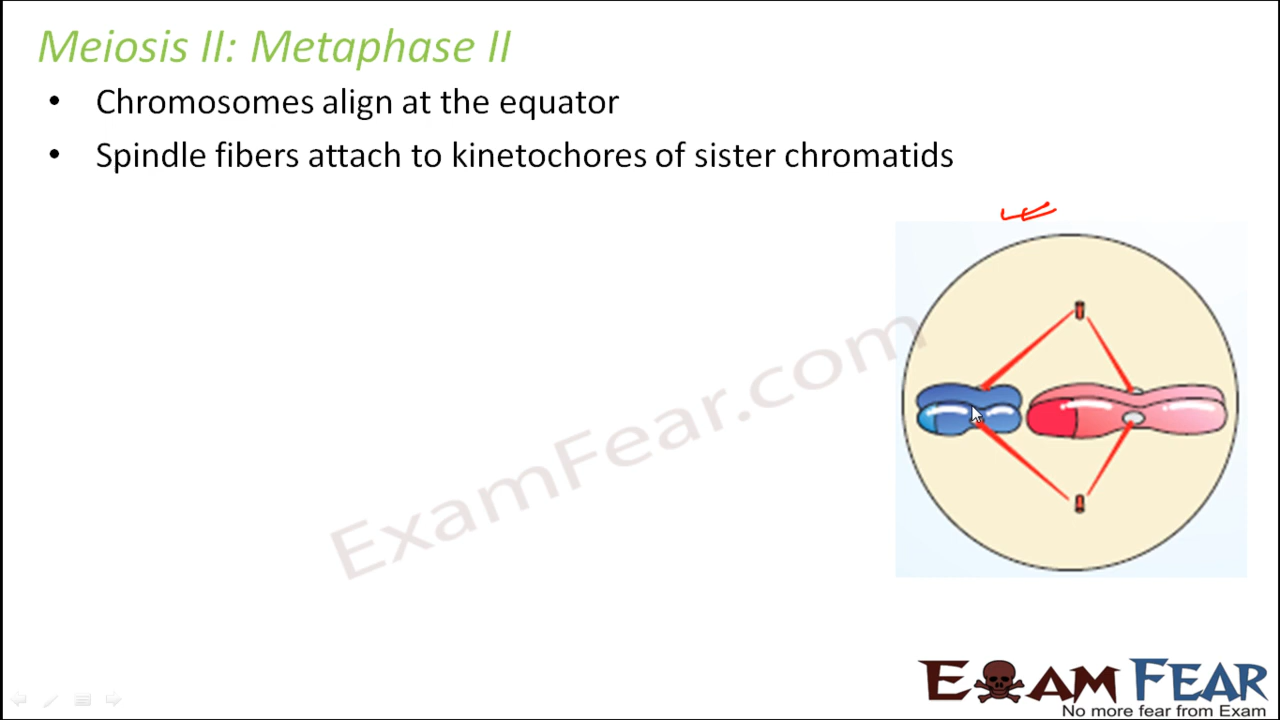 Meiosis II: Metaphase II
• Chromosomes align at the equator
• Spindle fibers attach to kinetochores of sister chromatids
ExamFear.com
EXAM FEAR
No more fear from Exam